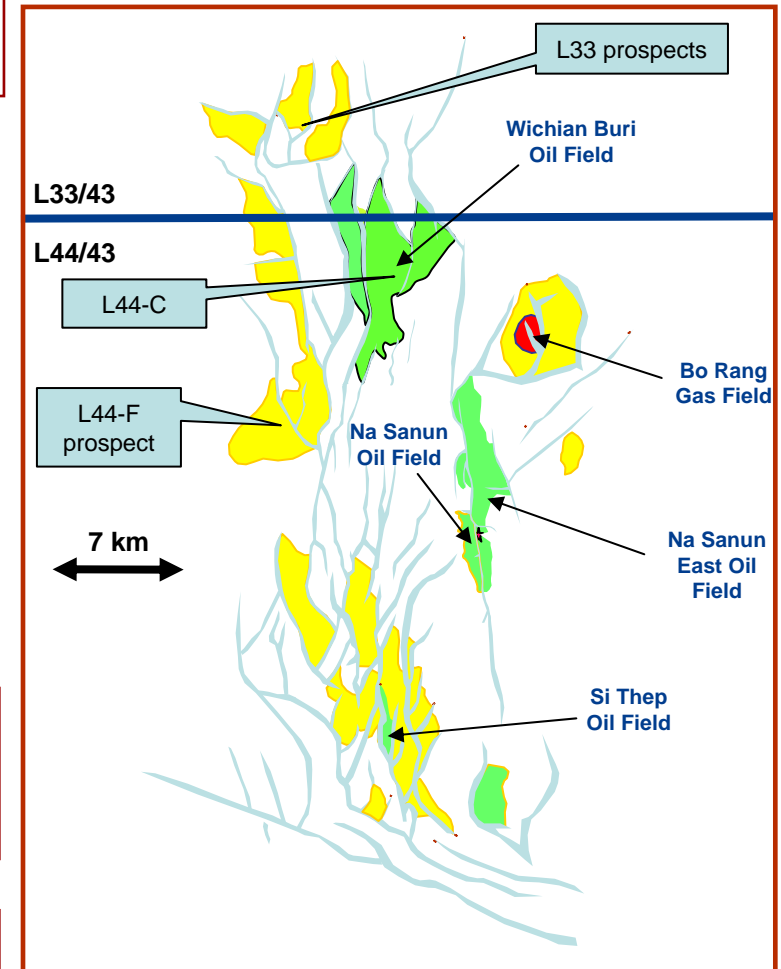 L33 prospects
Wichian Buri
Oil Field
L33/43
L44/43
L44-C
Bo Rang
Gas Field
L44-F
prospect
Na Sanun
Oil Field
7 km
Na Sanun
East Oil
Field
Si Thep
Oil Field